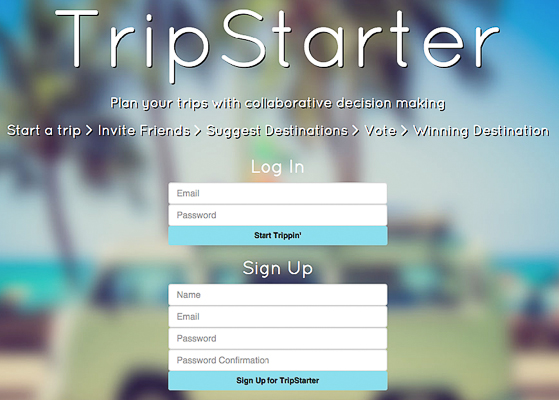 TripStarter
Plan your trips with collaborative decision making
Start a trip > Invite Friends > Suggest Destinations > Vote > Winning Destination
Log In
Email
Password
Start Trippin'
Sign Up
Name
Email
Password
Password Confirmation
Sign Up for TripStarter